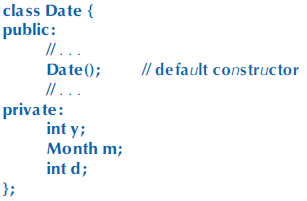 class Date {
public:
// . . .
Date(); // default constructor
// . . .
private:
int y;
Month m;
int d;
};